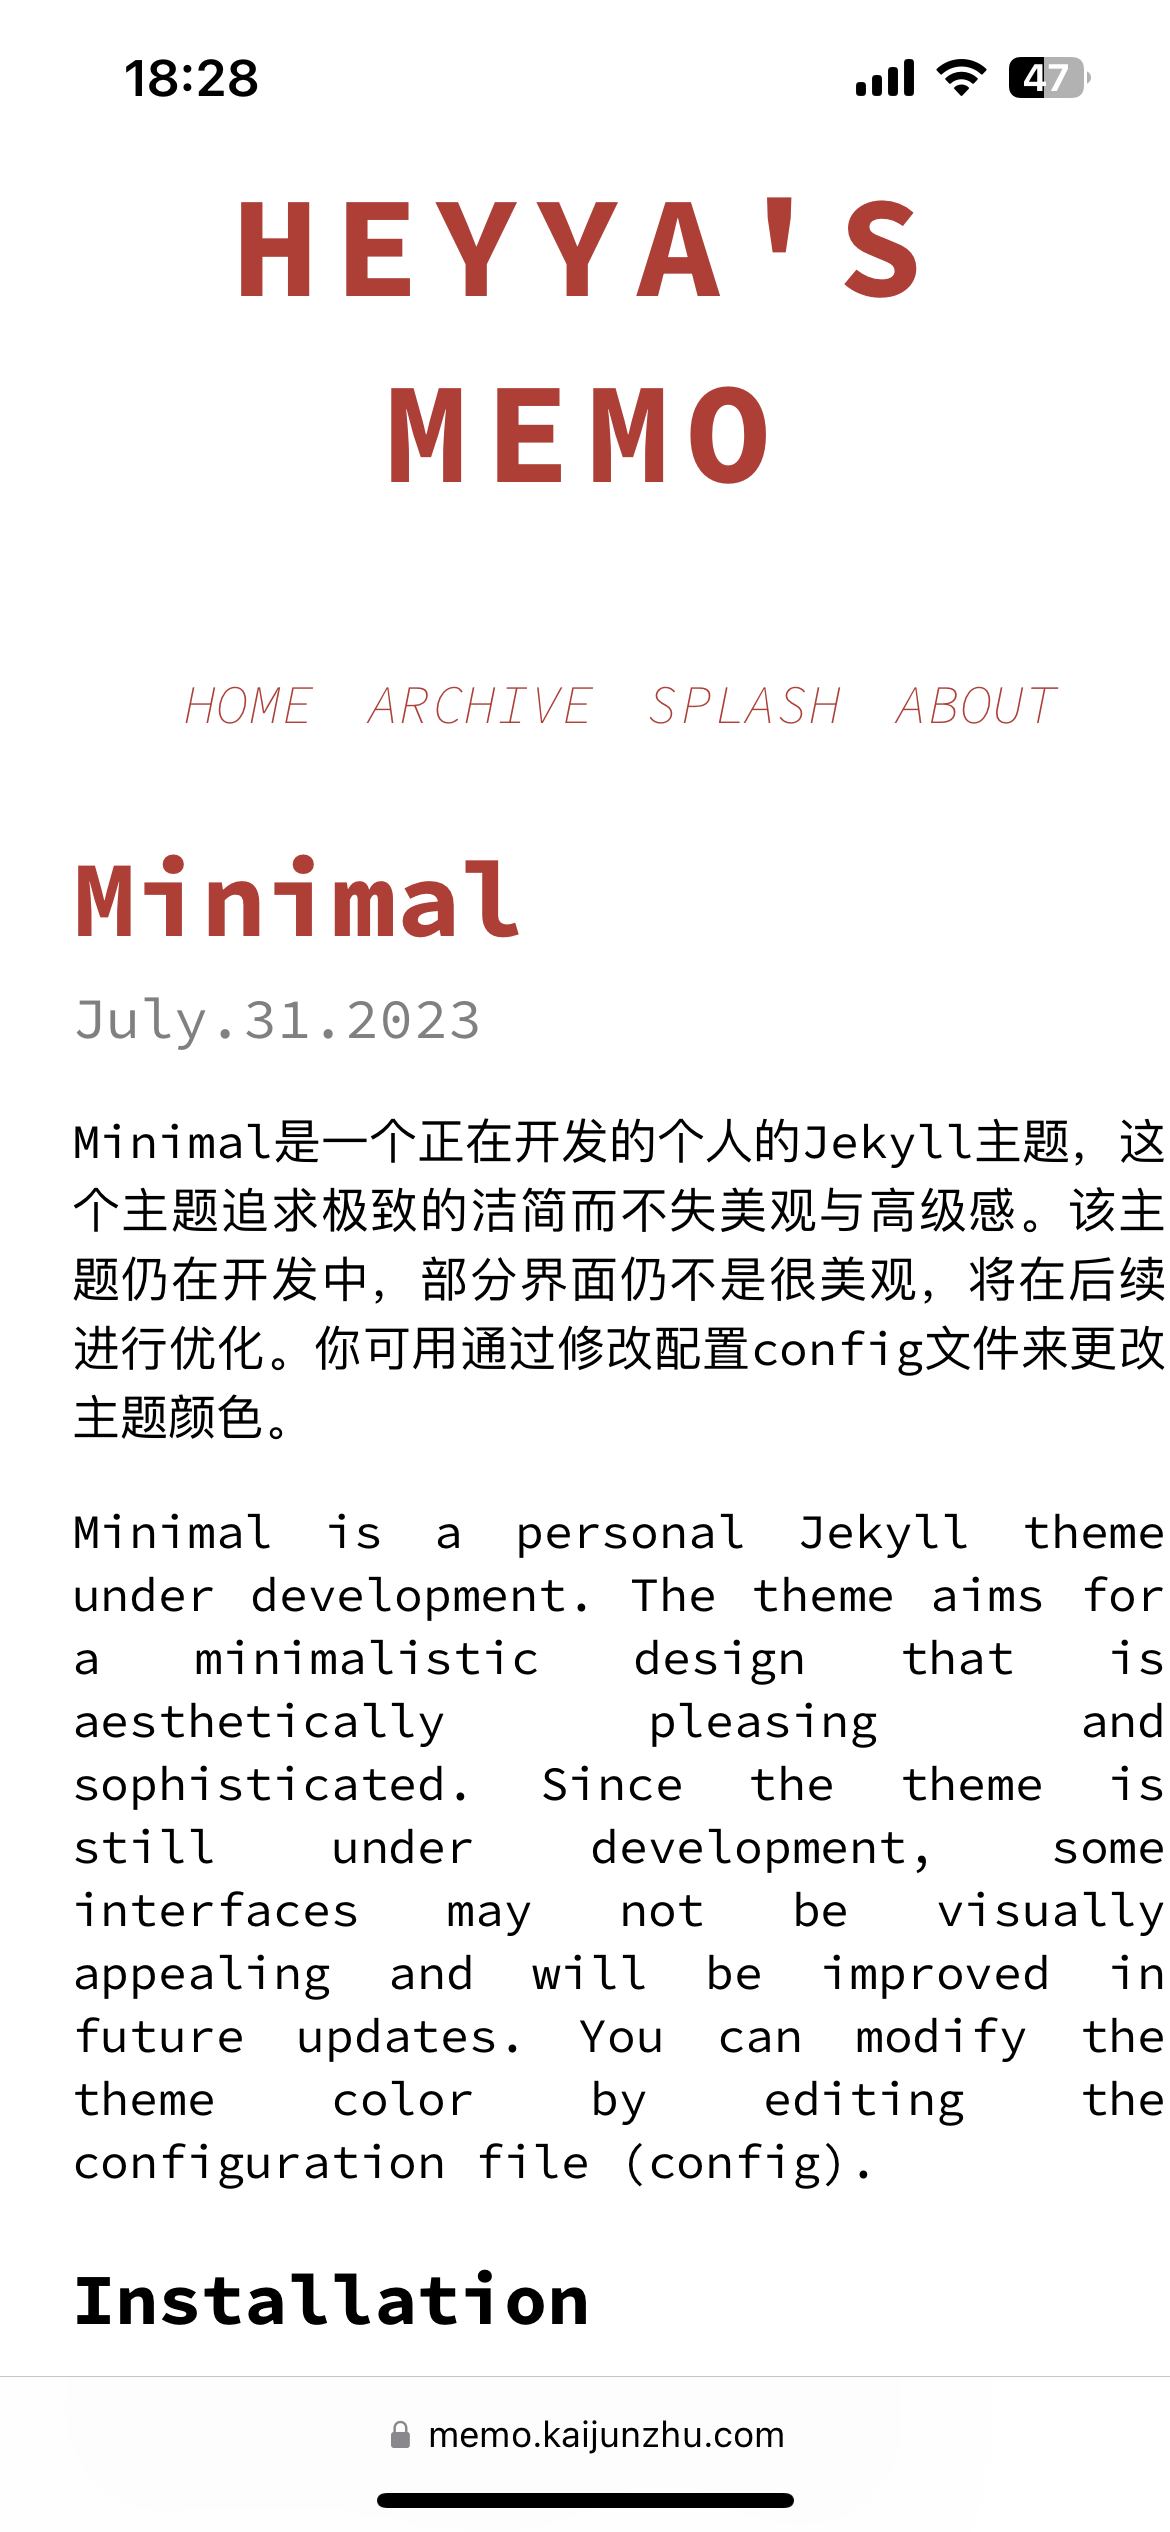 18:28
47
HEYYA'S
MEMO
HOME ARCHIVE SPLASH ABOUT
Minimal
July.31.2023
Minimal是一个正在开发的个人的Jekyll主题，这
个主题追求极致的洁简而不失美观与高级感。该主
题仍在开发中，部分界面仍不是很美观，将在后续
进行优化。你可用通过修改配置config文件来更改
主题颜色。
Minimal is a personal Jekyll theme
under development. The theme aims for
a minimalistic design that is
aesthetically pleasing and
sophisticated. Since the theme is
still under development, some
interfaces may not be visually
appealing and will be improved in
future updates. You can modify the
theme color by editing the
configuration file (config).
Installation
memo.kaijunzhu.com